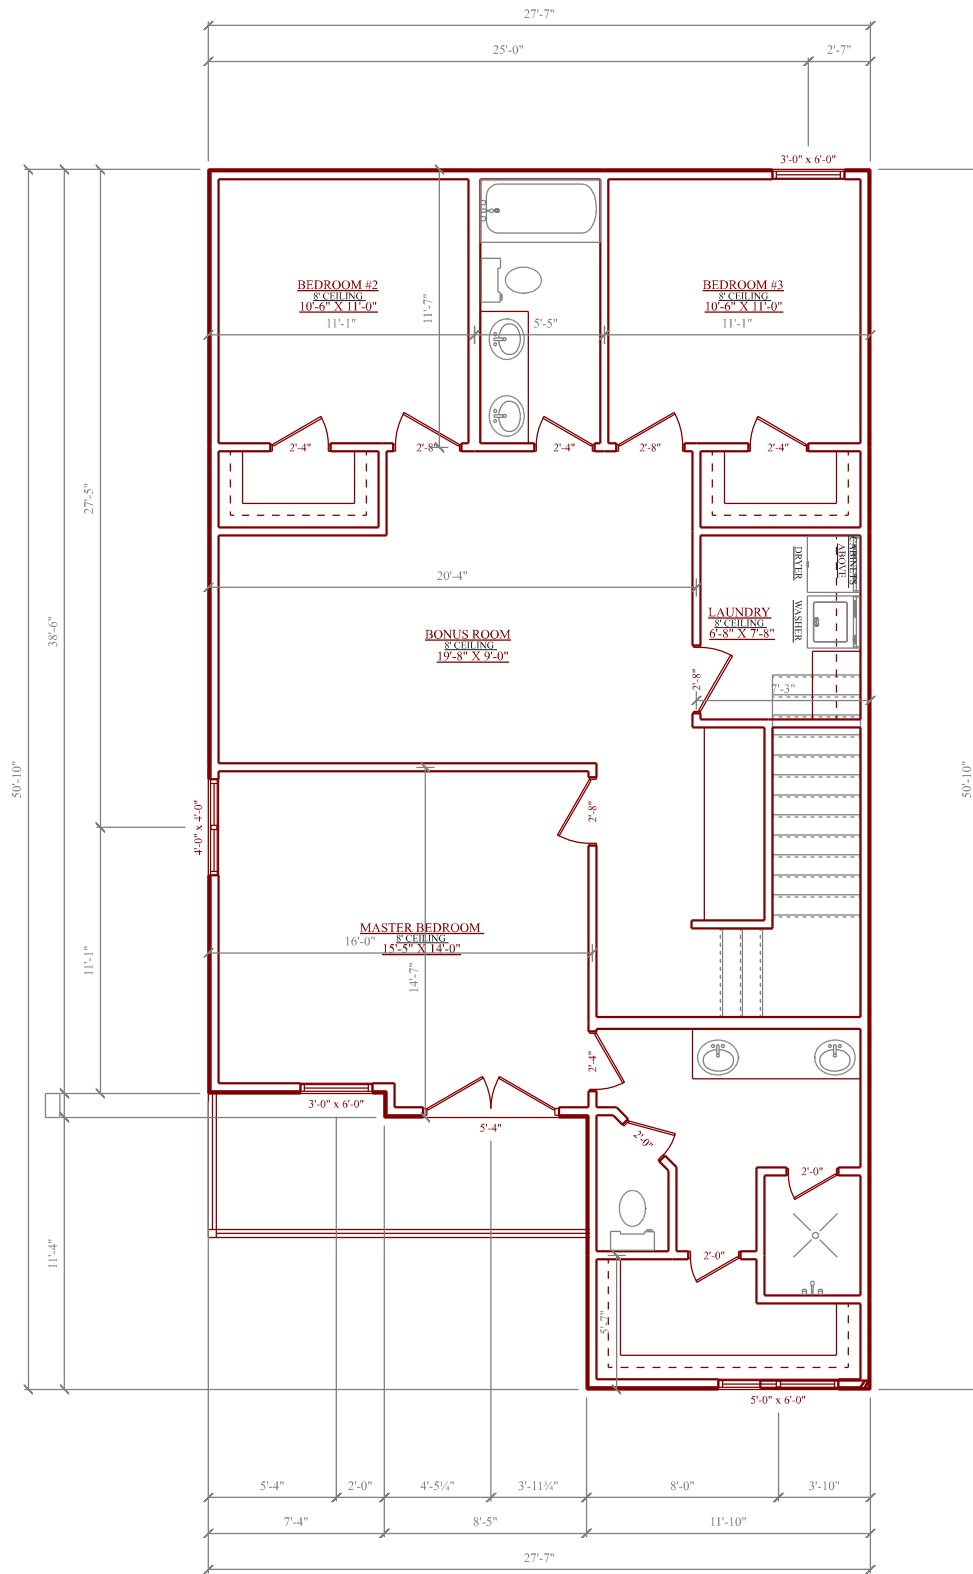 27'-7"
25'-0"
2'-7"
3'-0" x 6'-0"
BEDROOM #2
8' CEILING
10'-6" X 11'-0"
11'-1"
11'-7"
5'-5"
BEDROOM #3
8' CEILING
10'-6" X 11'-0"
11'-1"
2'-4"
2'-8"
2'-4"
2'-8"
2'-4"
27'-5"
38'-6"
50'-10"
50'-10"
20'-4"
BONUS ROOM
8' CEILING
19'-8" X 9'-0"
DRYER
CABINETS
ABOVE
WASHER
LAUNDRY
8' CEILING
6'-8" X 7'-8"
2'-8"
7'-3"
4'-0" x 4'-0"
2'-8"
MASTER BEDROOM
8' CEILING
15'-5" X 14'-0"
16'-0"
14'-7"
11'-1"
2'-4"
3'-0" x 6'-0"
5'-4"
2'-0"
2'-0"
2'-0"
11'-4"
5'-7"
5'-0" x 6'-0"
5'-4"
2'-0"
4'-5¼"
3'-11¾"
8'-0"
3'-10"
7'-4"
8'-5"
11'-10"
27'-7"